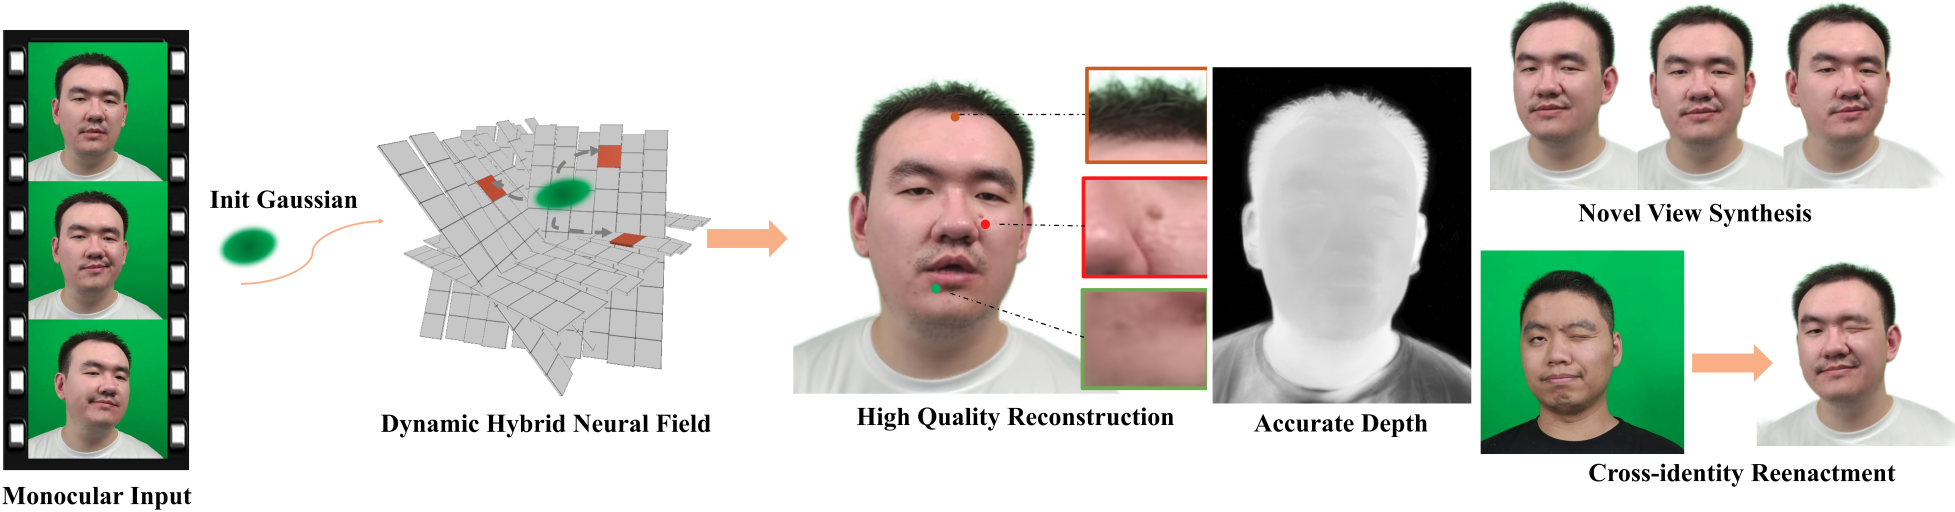 Monocular Input
Init Gaussian
Dynamic Hybrid Neural Field
High Quality Reconstruction
Accurate Depth
Novel View Synthesis
Cross-identity Reenactment